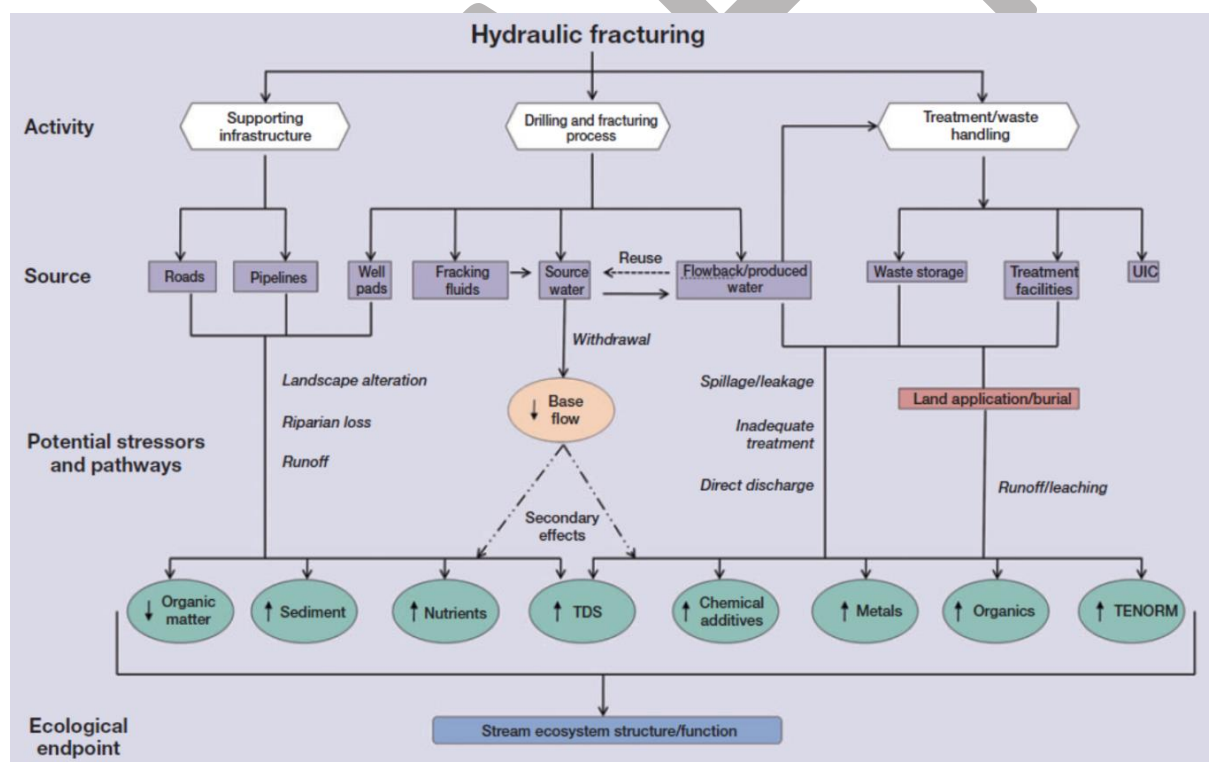 Hydraulic fracturing
Activity
Supporting
infrastructure
Drilling and fracturing
process
Treatment/waste
handling
Source
Roads
Pipelines
Well
pads
Fracking
fluids
Source
water
Reuse
Flowback/produced
water
Waste storage
Treatment
facilities
UIC
Withdrawal
Potential stressors
and pathways
Landscape alteration
Riparian loss
Runoff
Base
flow
Secondary
effects
Spillage/leakage
Inadequate
treatment
Direct discharge
Land application/burial
Runoff/leaching
Organic
matter
Sediment
Nutrients
TDS
Chemical
additives
Metals
Organics
TENORM
Ecological
endpoint
Stream ecosystem structure/function